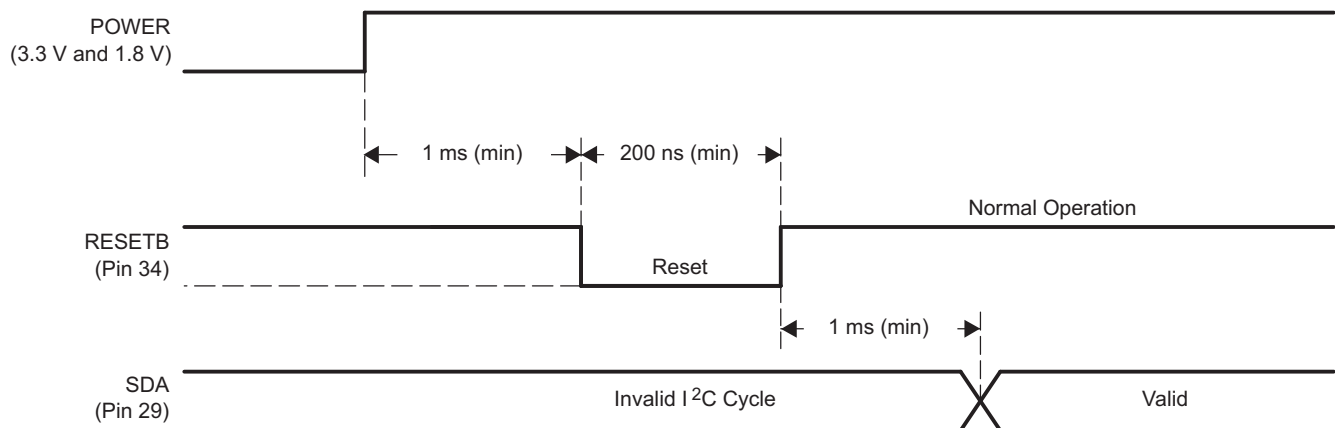 POWER
(3.3 V and 1.8 V)
1 ms (min)
200 ns (min)
Normal Operation
RESETB
(Pin 34)
Reset
1 ms (min)
SDA
(Pin 29)
Invalid I2C Cycle
Valid